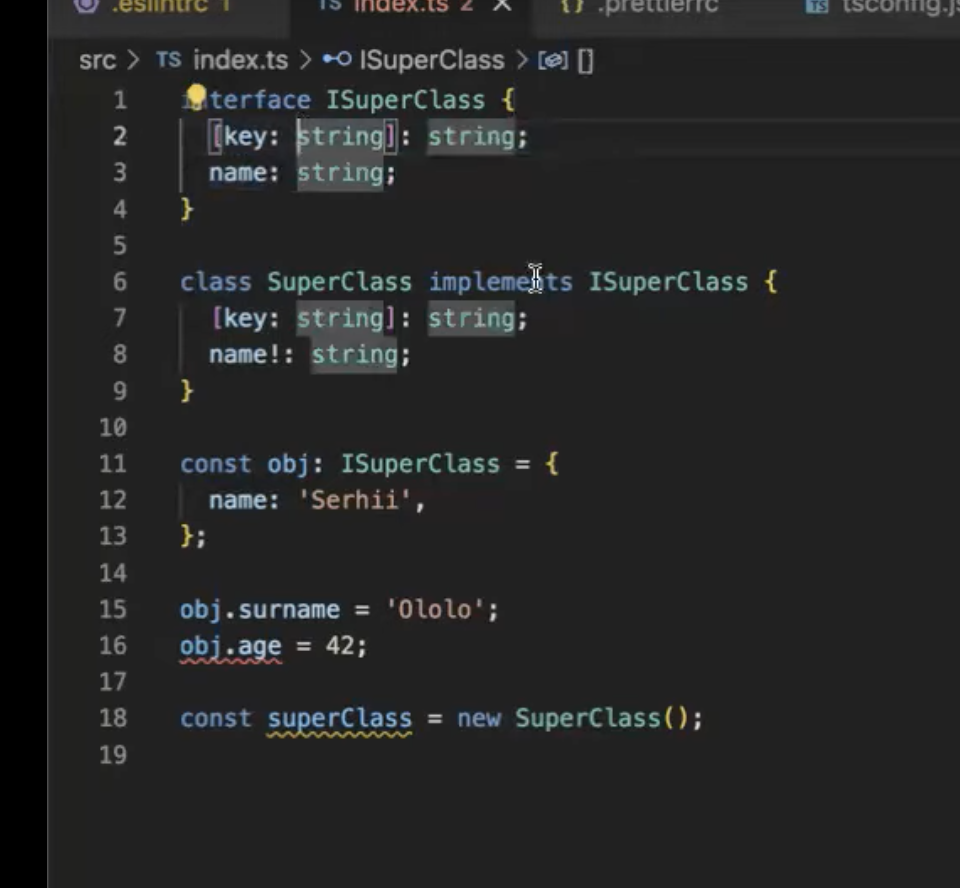 .eslintrc 1 TS index.ts 2 × {} .prettierrc TS tsconfig.js
src > TS index.ts > ISuperClass > []
1 interface ISuperClass {
2 [key: string]: string;
3 name: string;
4 }
5
6 class SuperClass implements ISuperClass {
7 [key: string]: string;
8 name!: string;
9 }
10
11 const obj: ISuperClass = {
12 name: 'Serhii',
13 };
14
15 obj.surname = 'Ololo';
16 obj.age = 42;
17
18 const superClass = new SuperClass();
19